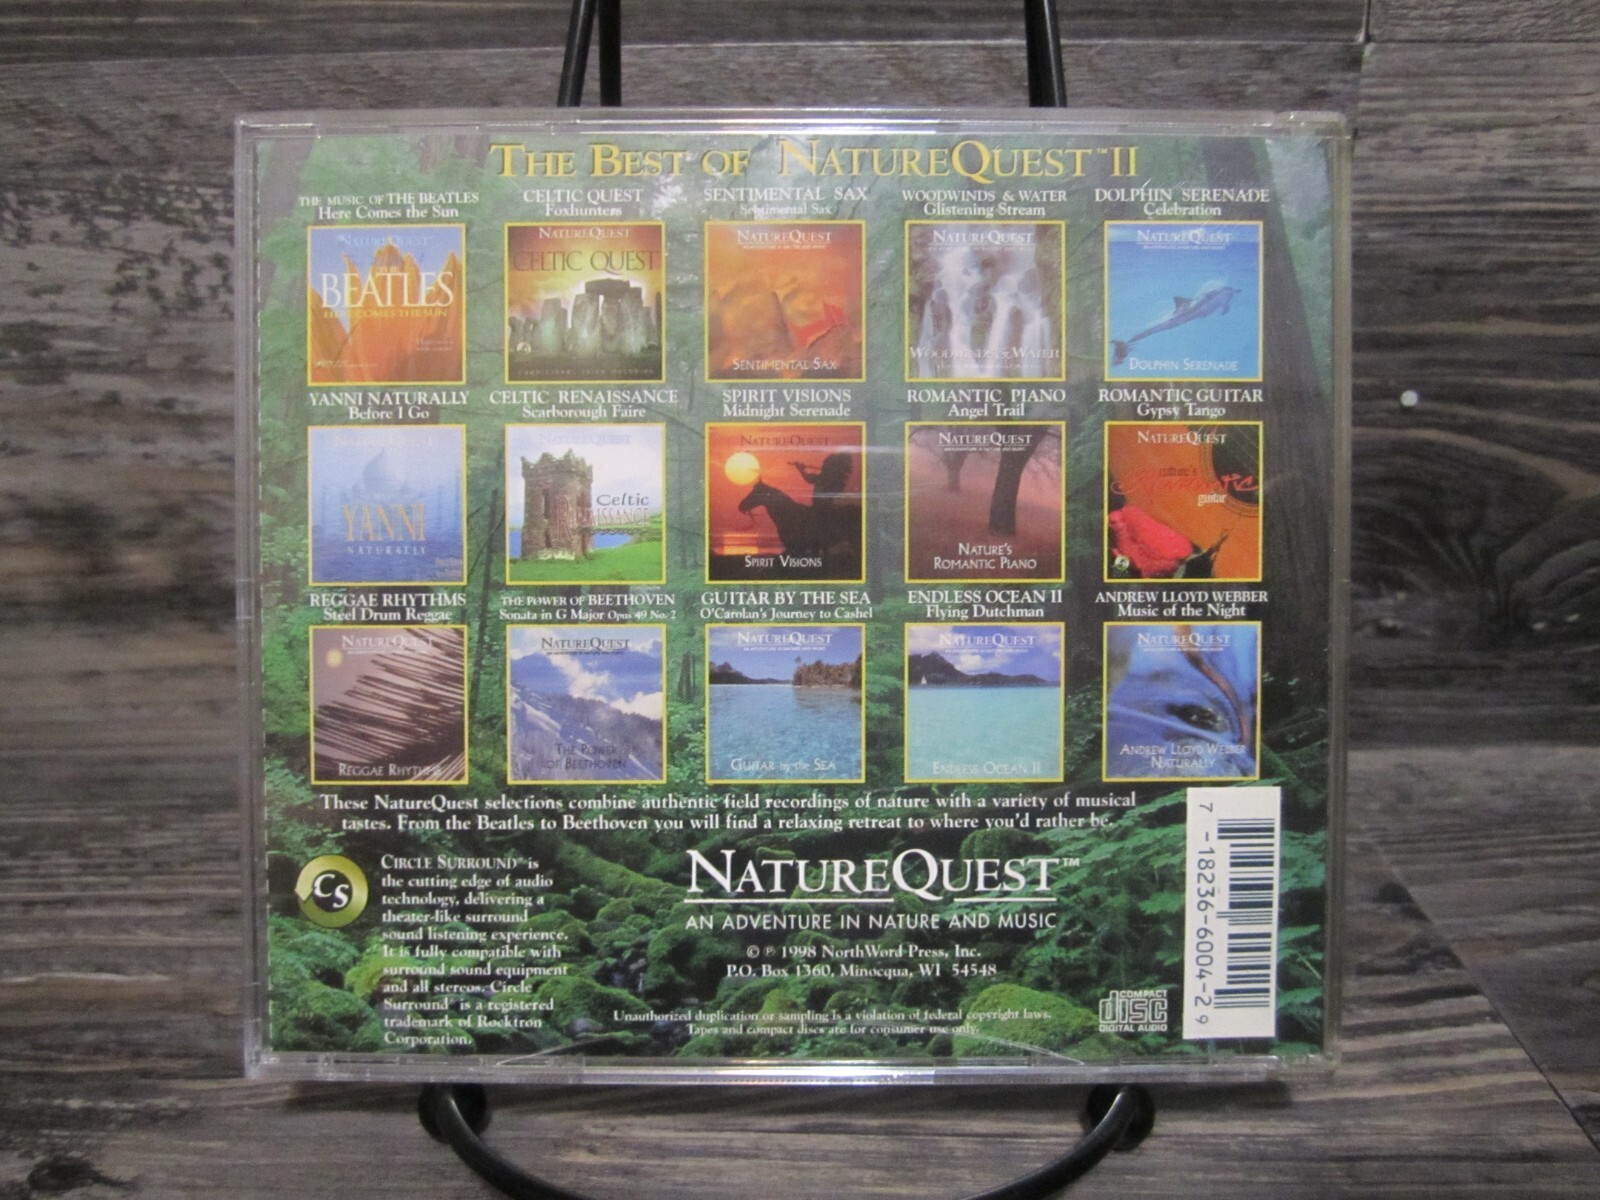 THE BEST OF NATUREQUEST™ II
THE MUSIC OF THE BEATLES
Here Comes the Sun
CELTIC QUEST
Foxhunters
SENTIMENTAL SAX
Sentimental Sax
WOODWINDS & WATER
Glistening Stream
DOLPHIN SERENADE
Celebration
NATUREQUEST
THE
BEATLES
HERE COMES THE SUN
NATUREQUEST
CELTIC QUEST
NATUREQUEST
SENTIMENTAL SAX
NATUREQUEST
WOODWINDS & WATER
NATUREQUEST
DOLPHIN SERENADE
YANNI NATURALLY
Before I Go
CELTIC RENAISSANCE
Scarborough Faire
SPIRIT VISIONS
Midnight Serenade
ROMANTIC PIANO
Angel Trail
ROMANTIC GUITAR
Gypsy Tango
NATUREQUEST
YANNI
NATURALLY
NATUREQUEST
Celtic
RENAISSANCE
NATUREQUEST
SPIRIT VISIONS
NATUREQUEST
NATURE'S
ROMANTIC PIANO
NATUREQUEST
nature's
Romantic
guitar
REGGAE RHYTHMS
Steel Drum Reggae
THE POWER OF BEETHOVEN
Sonata in G Major Opus 49 No. 2
GUITAR BY THE SEA
O'Carolan's Journey to Cashel
ENDLESS OCEAN II
Flying Dutchman
ANDREW LLOYD WEBBER
Music of the Night
NATUREQUEST
REGGAE RHYTHMS
NATUREQUEST
THE POWER
OF BEETHOVEN
NATUREQUEST
GUITAR by the SEA
NATUREQUEST
ENDLESS OCEAN II
NATUREQUEST
ANDREW LLOYD WEBBER
NATURALLY
These NatureQuest selections combine authentic field recordings of nature with a variety of musical
tastes. From the Beatles to Beethoven you will find a relaxing retreat to where you'd rather be.
CS
CIRCLE SURROUND® is
the cutting edge of audio
technology, delivering a
theater-like surround
sound listening experience.
It is fully compatible with
surround sound equipment
and all stereos. Circle
Surround® is a registered
trademark of Rocktron
Corporation.
NATUREQUEST™
AN ADVENTURE IN NATURE AND MUSIC
© ℗ 1998 NorthWord Press, Inc.
P.O. Box 1360, Minocqua, WI 54548
Unauthorized duplication or sampling is a violation of federal copyright laws.
Tapes and compact discs are for consumer use only.
COMPACT
disc
DIGITAL AUDIO
7 -18236-6004-2 9